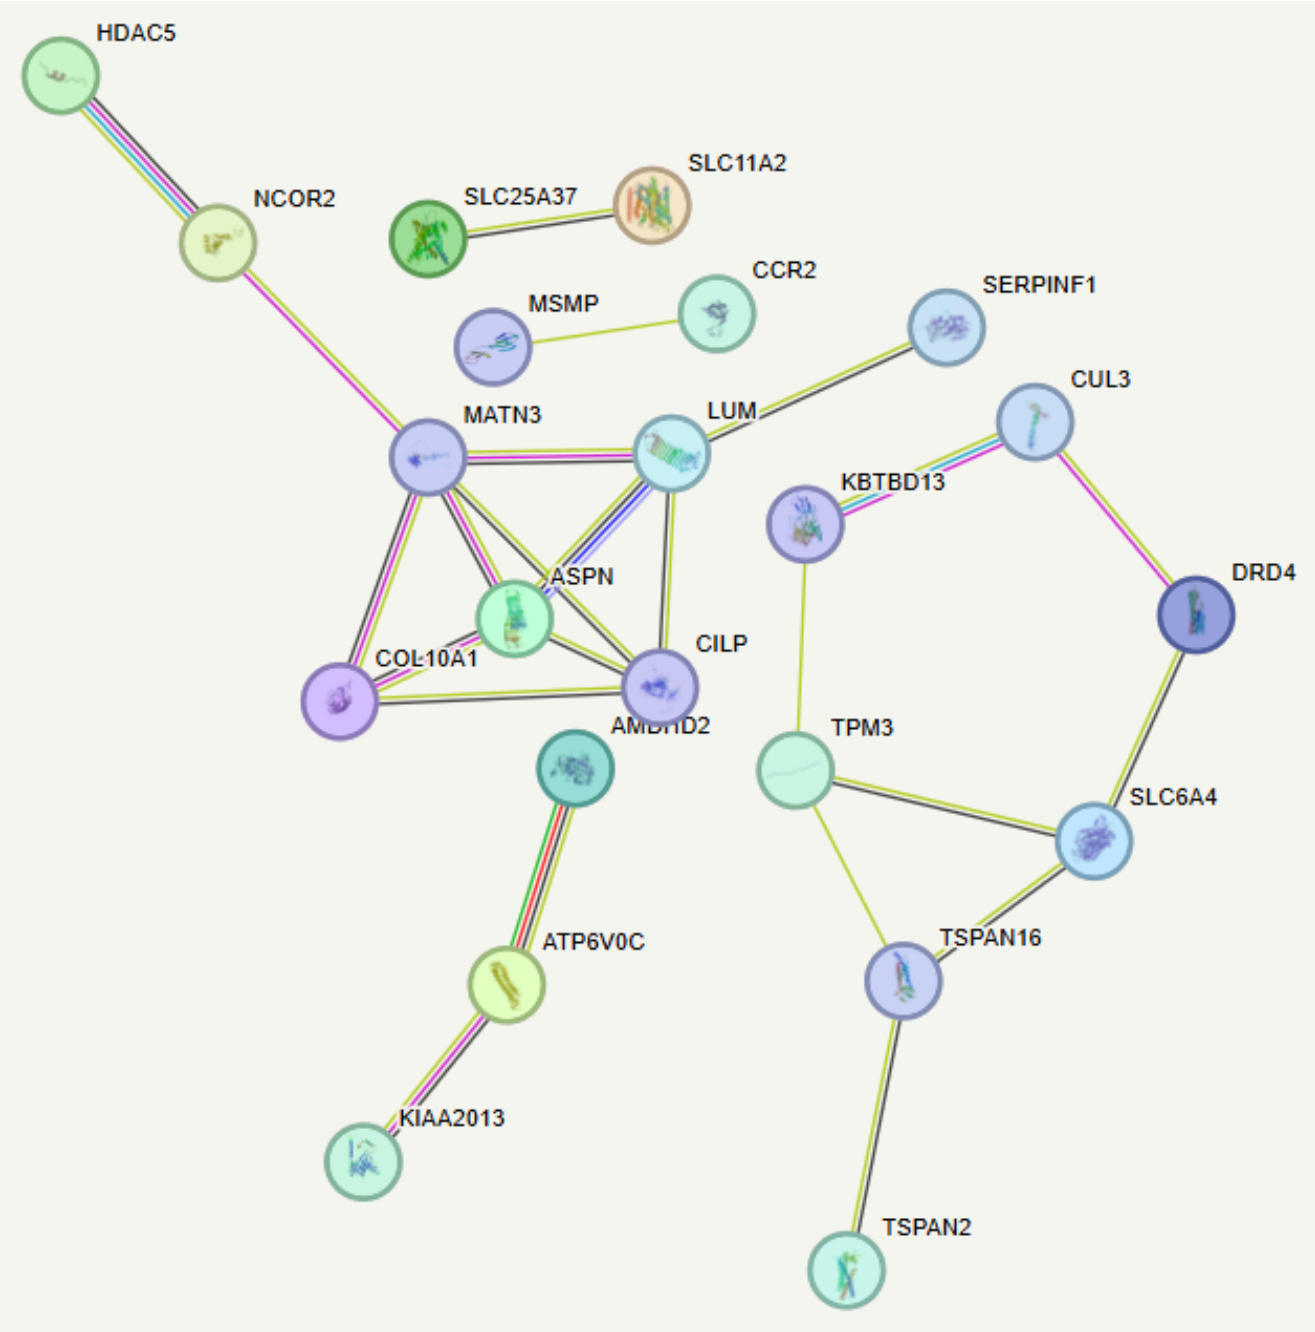 HDAC5
SLC11A2
NCOR2
SLC25A37
CCR2
SERPINF1
MSMP
CUL3
MATN3
LUM
KBTBD13
DRD4
ASPN
CILP
COL10A1
AMDHD2
TPM3
SLC6A4
TSPAN16
ATP6V0C
KIAA2013
TSPAN2